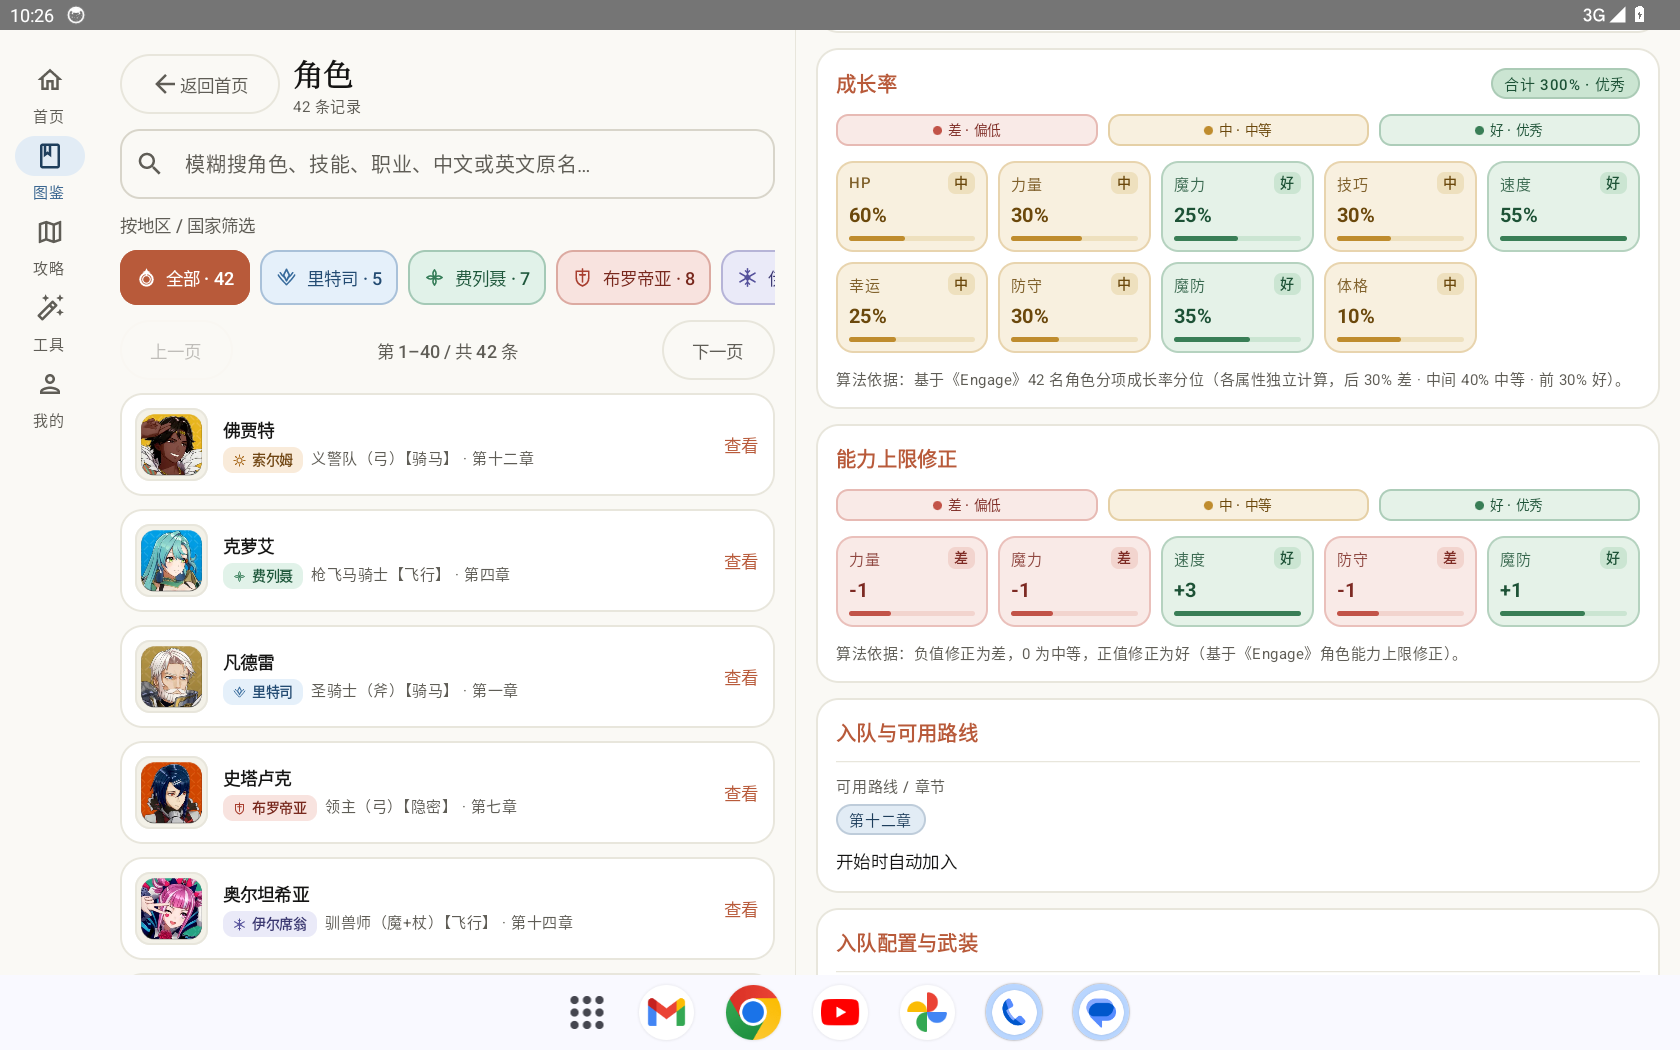 10:26
3G
首页
图鉴
攻略
工具
我的
返回首页
角色
42 条记录
模糊搜角色、技能、职业、中文或英文原名...
按地区 / 国家筛选
全部 · 42
里特司 · 5
费列聂 · 7
布罗帝亚 · 8
上一页
第 1–40 / 共 42 条
下一页
佛贾特
索尔姆
义警队（弓）【骑马】 · 第十二章
查看
克萝艾
费列聂
枪飞马骑士【飞行】 · 第四章
查看
凡德雷
里特司
圣骑士（斧）【骑马】 · 第一章
查看
史塔卢克
布罗帝亚
领主（弓）【隐密】 · 第七章
查看
奥尔坦希亚
伊尔席翁
驯兽师（魔+杖）【飞行】 · 第十四章
查看
成长率
合计 300% · 优秀
差 · 偏低
中 · 中等
好 · 优秀
HP 中
60%
力量 中
30%
魔力 好
25%
技巧 中
30%
速度 好
55%
幸运 中
25%
防守 中
30%
魔防 好
35%
体格 中
10%
算法依据：基于《Engage》42 名角色分项成长率分位（各属性独立计算，后 30% 差 · 中间 40% 中等 · 前 30% 好）。
能力上限修正
差 · 偏低
中 · 中等
好 · 优秀
力量 差
-1
魔力 差
-1
速度 好
+3
防守 差
-1
魔防 好
+1
算法依据：负值修正为差，0 为中等，正值修正为好（基于《Engage》角色能力上限修正）。
入队与可用路线
可用路线 / 章节
第十二章
开始时自动加入
入队配置与武装